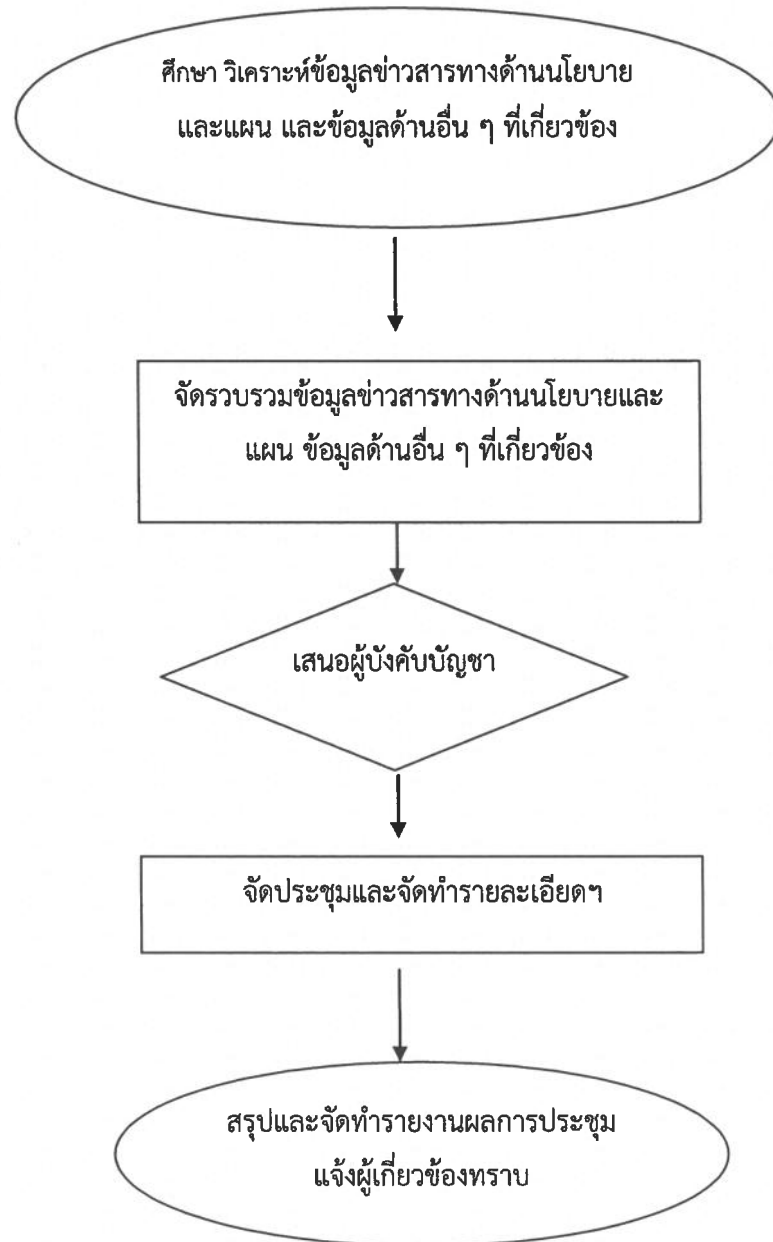 ศึกษา วิเคราะห์ข้อมูลข่าวสารทางด้านนโยบาย
และแผน และข้อมูลด้านอื่น ๆ ที่เกี่ยวข้อง
จัดรวบรวมข้อมูลข่าวสารทางด้านนโยบายและ
แผน ข้อมูลด้านอื่น ๆ ที่เกี่ยวข้อง
เสนอผู้บังคับบัญชา
จัดประชุมและจัดทำรายละเอียดฯ
สรุปและจัดทำรายงานผลการประชุม
แจ้งผู้เกี่ยวข้องทราบ